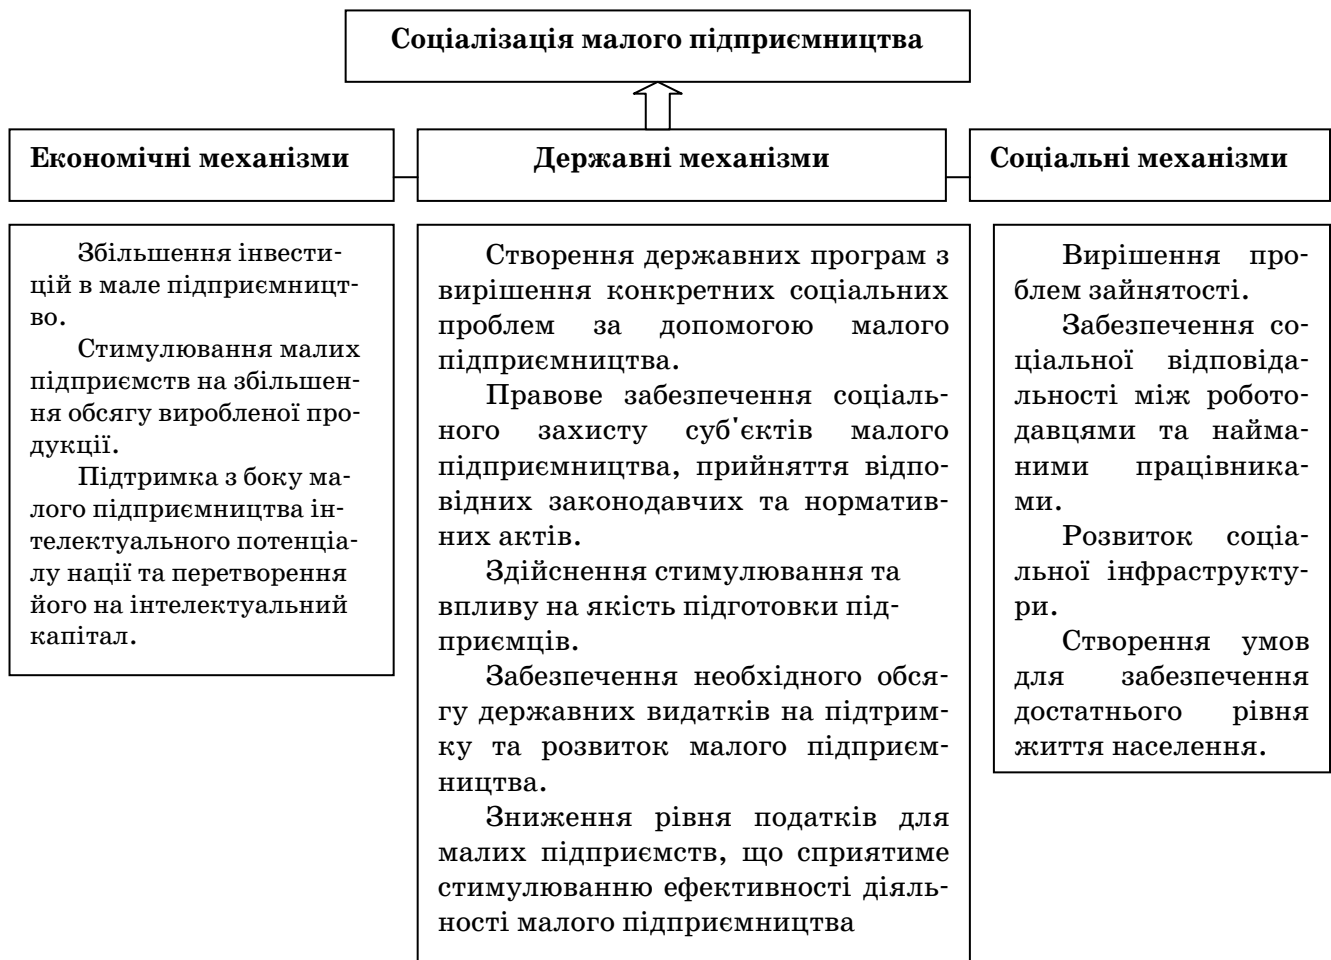 Соціалізація малого підприємництва
Економічні механізми
Державні механізми
Соціальні механізми
Збільшення інвести-
цій в мале підприємницт-
во.
Стимулювання малих
підприємств на збільшен-
ня обсягу виробленої про-
дукції.
Підтримка з боку ма-
лого підприємництва ін-
телектуального потенціа-
лу нації та перетворення
його на інтелектуальний
капітал.
Створення державних програм з
вирішення конкретних соціальних
проблем за допомогою малого
підприємництва.
Правове забезпечення соціаль-
ного захисту суб'єктів малого
підприємництва, прийняття відпо-
відних законодавчих та норматив-
них актів.
Здійснення стимулювання та
впливу на якість підготовки під-
приємців.
Забезпечення необхідного обся-
гу державних видатків на підтрим-
ку та розвиток малого підприєм-
ництва.
Зниження рівня податків для
малих підприємств, що сприятиме
стимулюванню ефективності діяль-
ності малого підприємництва
Вирішення про-
блем зайнятості.
Забезпечення со-
ціальної відповіда-
льності між робото-
давцями та найма-
ними працівника-
ми.
Розвиток соціа-
льної інфраструкту-
ри.
Створення умов
для забезпечення
достатнього рівня
життя населення.